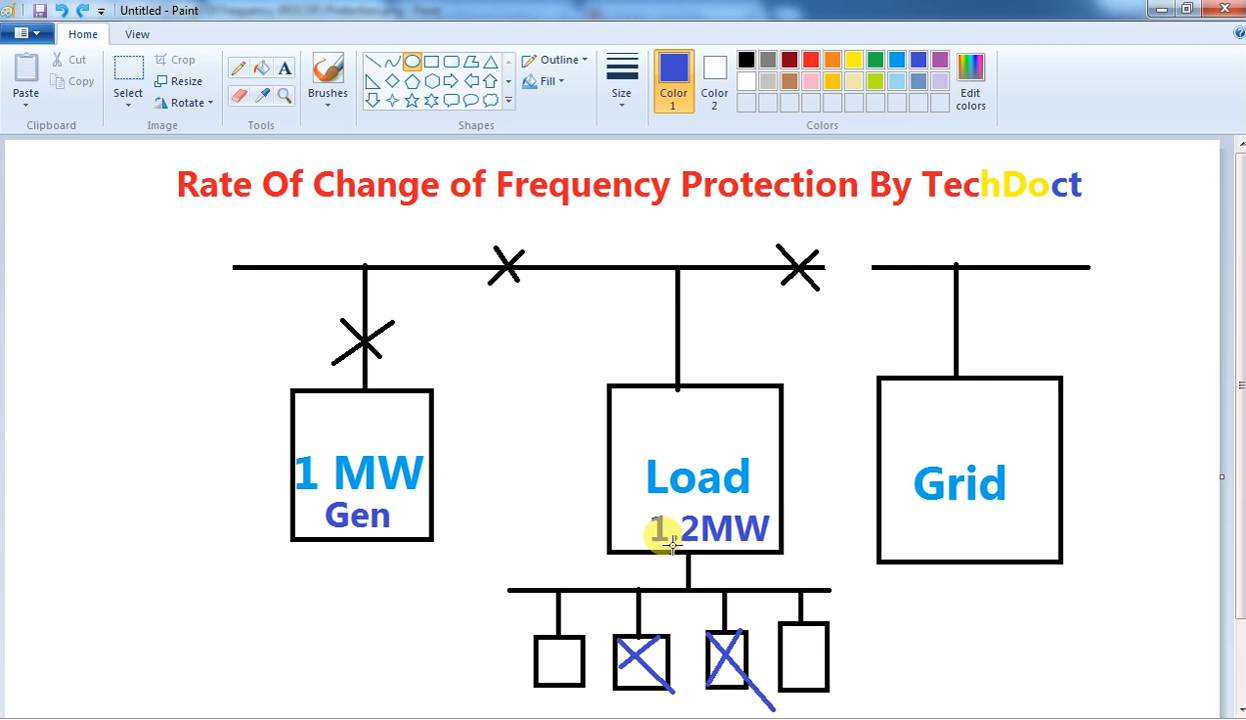 Untitled - Paint
Home View
Paste
Cut
Copy
Clipboard
Select
Crop
Resize
Rotate
Image
A
Tools
Brushes
Outline
Fill
Shapes
Size
Color 1
Color 2
Edit colors
Colors
Rate Of Change of Frequency Protection By TechDoct
1 MW
Gen
Load
1.2MW
Grid